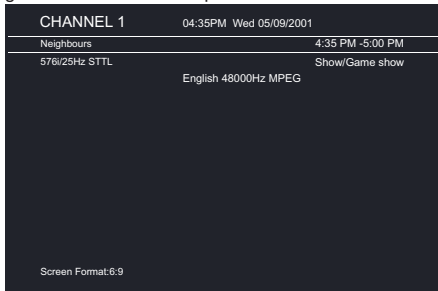 CHANNEL 1 04:35PM Wed 05/09/2001
Neighbours 4:35 PM -5:00 PM
576i/25Hz STTL Show/Game show
English 48000Hz MPEG
Screen Format:6:9